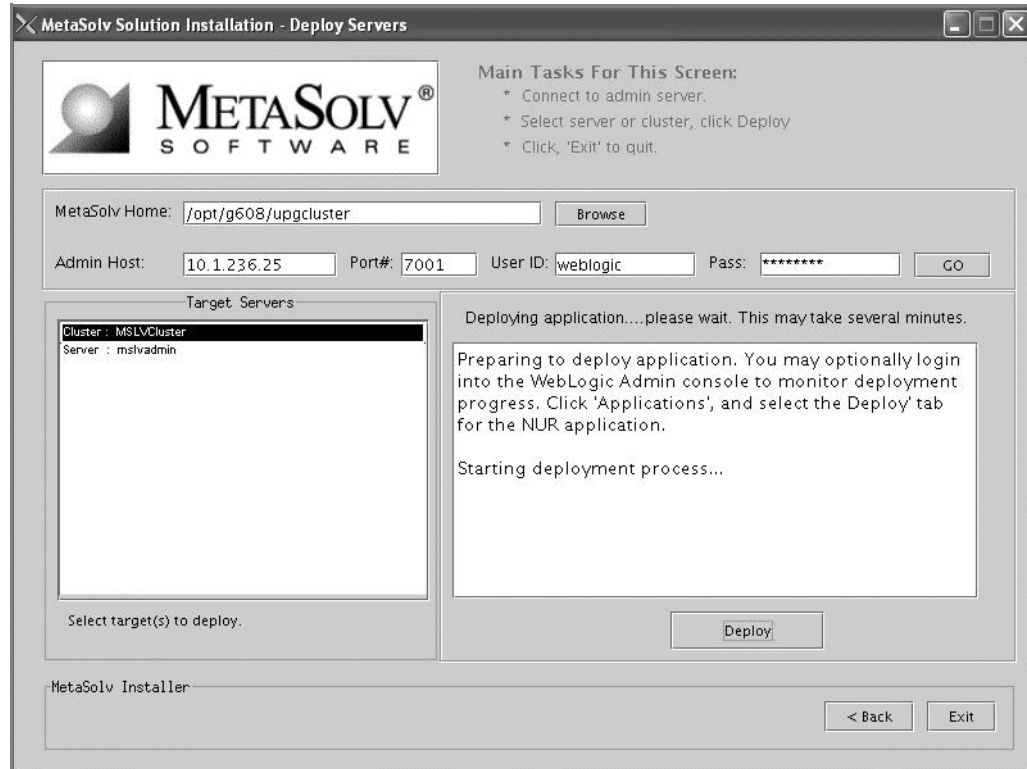 MetaSolv Solution Installation - Deploy Servers
METASOLV®
SOFTWARE
Main Tasks For This Screen:
* Connect to admin server.
* Select server or cluster, click Deploy
* Click, 'Exit' to quit.
MetaSolv Home: /opt/g608/upgcluster Browse
Admin Host: 10.1.236.25 Port#: 7001 User ID: weblogic Pass: ******** GO
Target Servers
Cluster : MSLVCluster
Server : mslvadmin
Select target(s) to deploy.
Deploying application....please wait. This may take several minutes.
Preparing to deploy application. You may optionally login
into the WebLogic Admin console to monitor deployment
progress. Click 'Applications', and select the Deploy' tab
for the NUR application.
Starting deployment process...
Deploy
MetaSolv Installer
< Back Exit